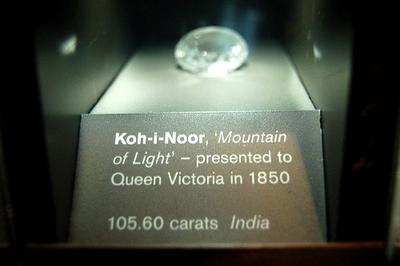 Koh-i-Noor, 'Mountain
of Light' – presented to
Queen Victoria in 1850
105.60 carats India